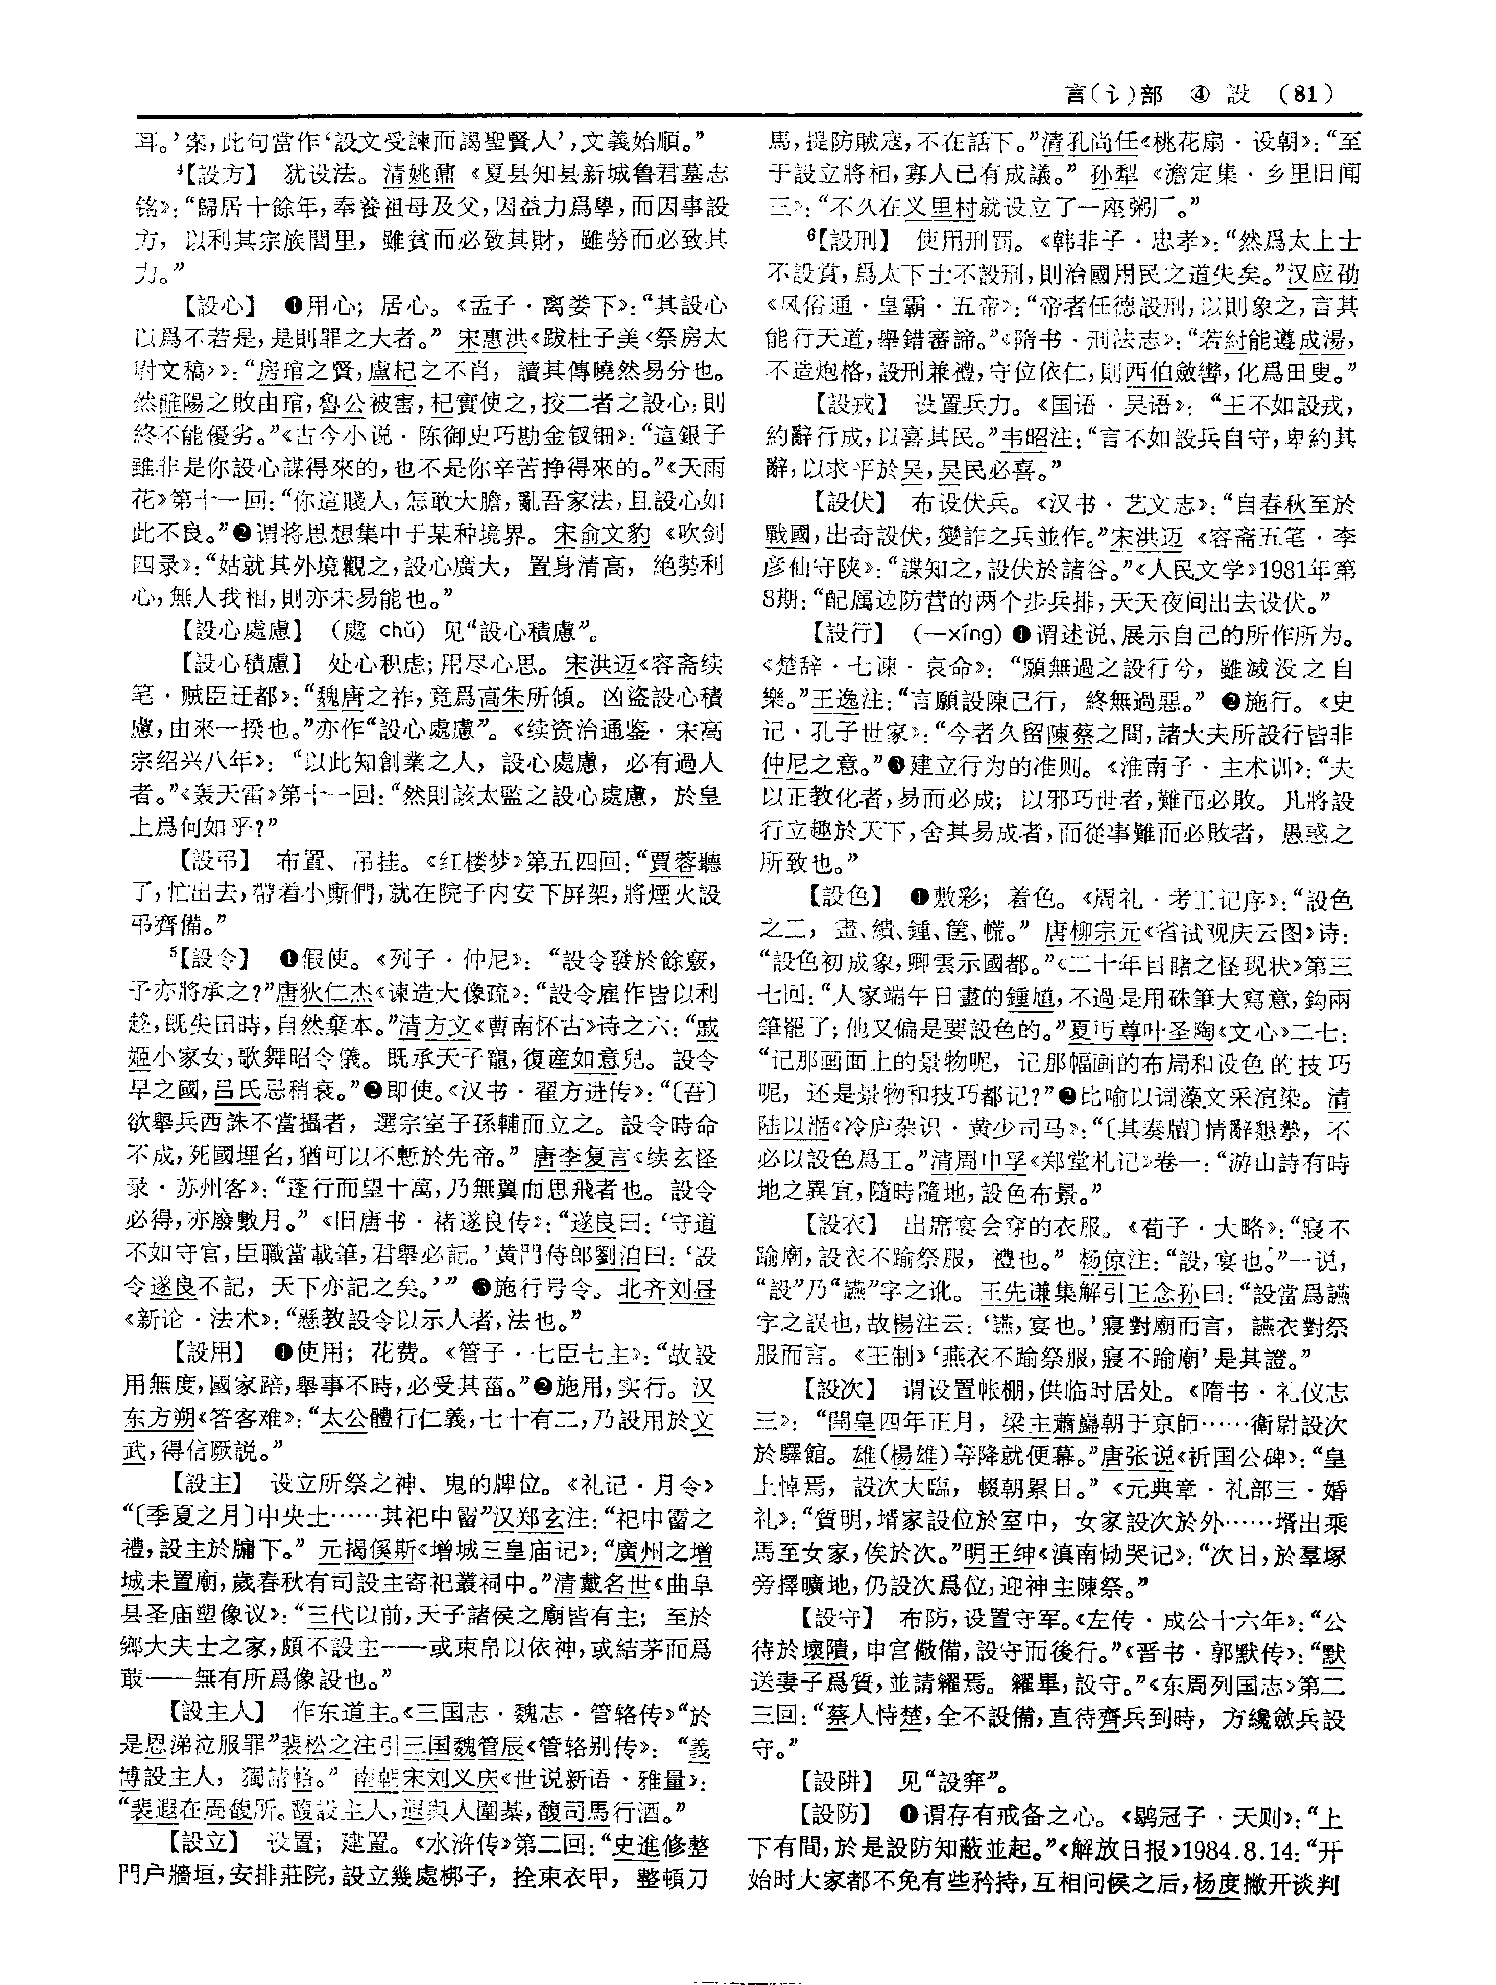 言(讠)部　④　設　(81)
耳。’案，此句當作‘設文受諫而謁聖賢人’，文義始順。”
⁴【設方】　犹设法。清姚鼐《夏县知县新城鲁君墓志
铭》：“歸居十餘年，奉養祖母及父，因益力爲學，而因事設
方，以利其宗族閭里，雖貧而必致其財，雖勞而必致其
力。”
【設心】　❶用心；居心。《孟子·离娄下》：“其設心
以爲不若是，是則罪之大者。”宋惠洪《跋杜子美〈祭房太
尉文稿〉》：“房琯之賢，盧杞之不肖，讀其傳曉然易分也。
然睢陽之敗由琯，魯公被害，杞實使之，挍二者之設心，則
終不能優劣。”《古今小说·陈御史巧勘金钗钿》：“這銀子
雖非是你設心謀得來的，也不是你辛苦挣得來的。”《天雨
花》第十一回：“你這賤人，怎敢大膽，亂吾家法，且設心如
此不良。”❷谓将思想集中于某种境界。宋俞文豹《吹剑
四录》：“姑就其外境觀之，設心廣大，置身清高，絶勢利
心，無人我相，則亦未易能也。”
【設心處慮】　（處 chǔ）见“設心積慮”。
【設心積慮】　处心积虑；用尽心思。宋洪迈《容斋续
笔·贼臣迁都》：“魏唐之祚，竟爲高朱所傾。凶盗設心積
慮，由來一揆也。”亦作“設心處慮”。《续资治通鉴·宋高
宗绍兴八年》：“以此知創業之人，設心處慮，必有過人
者。”《轰天雷》第十一回：“然則該太監之設心處慮，於皇
上爲何如乎？”
【設弔】　布置、吊挂。《红楼梦》第五四回：“賈蓉聽
了，忙出去，帶着小廝們，就在院子内安下屏架，將煙火設
弔齊備。”
⁵【設令】　❶假使。《列子·仲尼》：“設令發於餘竅，
子亦將承之？”唐狄仁杰《谏造大像疏》：“設令雇作皆以利
趍，既失田時，自然棄本。”清方文《曹南怀古》诗之六：“戚
姬小家女，歌舞昭令儀。既承天子寵，復産如意兒。設令
早之國，吕氏忌稍衰。”❷即使。《汉书·翟方进传》：“〔吾〕
欲舉兵西誅不當攝者，選宗室子孫輔而立之。設令時命
不成，死國埋名，猶可以不慙於先帝。”唐李复言《续玄怪
录·苏州客》：“蓬行而望十萬，乃無翼而思飛者也。設令
必得，亦廢數月。”《旧唐书·褚遂良传》：“遂良曰：‘守道
不如守官，臣職當載筆，君舉必記。’黄門侍郎劉洎曰：‘設
令遂良不記，天下亦記之矣。’”❸施行号令。北齐刘昼
《新论·法术》：“懸教設令以示人者，法也。”
【設用】　❶使用；花费。《管子·七臣七主》：“故設
用無度，國家踣，舉事不時，必受其菑。”❷施用，实行。汉
东方朔《答客难》：“太公體行仁義，七十有二，乃設用於文
武，得信厥説。”
【設主】　设立所祭之神、鬼的牌位。《礼记·月令》
“〔季夏之月〕中央土……其祀中霤”汉郑玄注：“祀中霤之
禮，設主於牖下。”元揭傒斯《增城三皇庙记》：“廣州之增
城未置廟，歲春秋有司設主寄祀叢祠中。”清戴名世《曲阜
县圣庙塑像议》：“三代以前，天子諸侯之廟皆有主；至於
鄉大夫士之家，頗不設主——或束帛以依神，或結茅而爲
菆——無有所爲像設也。”
【設主人】　作东道主。《三国志·魏志·管辂传》“於
是恩涕泣服罪”裴松之注引三国魏管辰《管辂别传》：“義
博設主人，獨請輅。”南朝宋刘义庆《世说新语·雅量》：
“裴遐在周馥所。馥設主人，遐與人圍棊，馥司馬行酒。”
【設立】　设置；建置。《水浒传》第二回：“史進修整
門户牆垣，安排莊院，設立幾處梆子，拴束衣甲，整頓刀
馬，提防賊寇，不在話下。”清孔尚任《桃花扇·设朝》：“至
于設立將相，寡人已有成議。”孙犁《澹定集·乡里旧闻
三》：“不久在义里村就设立了一座粥厂。”
⁶【設刑】　使用刑罚。《韩非子·忠孝》：“然爲太上士
不設賞，爲太下士不設刑，則治國用民之道失矣。”汉应劭
《风俗通·皇霸·五帝》：“帝者任德設刑，以則象之，言其
能行天道，舉錯審諦。”《隋书·刑法志》：“若紂能遵成湯，
不造炮格，設刑兼禮，守位依仁，則西伯斂轡，化爲田叟。”
【設戎】　设置兵力。《国语·吴语》：“王不如設戎，
約辭行成，以喜其民。”韦昭注：“言不如設兵自守，卑約其
辭，以求平於吴，吴民必喜。”
【設伏】　布设伏兵。《汉书·艺文志》：“自春秋至於
戰國，出奇設伏，變詐之兵並作。”宋洪迈《容斋五笔·李
彦仙守陕》：“諜知之，設伏於諸谷。”《人民文学》1981年第
8期：“配属边防营的两个步兵排，天天夜间出去设伏。”
【設行】　（—xíng）❶谓述说、展示自己的所作所为。
《楚辞·七谏·哀命》：“願無過之設行兮，雖滅没之自
樂。”王逸注：“言願設陳己行，終無過惡。”❷施行。《史
记·孔子世家》：“今者久留陳蔡之間，諸大夫所設行皆非
仲尼之意。”❸建立行为的准则。《淮南子·主术训》：“夫
以正教化者，易而必成；以邪巧世者，難而必敗。凡將設
行立趣於天下，舍其易成者，而從事難而必敗者，愚惑之
所致也。”
【設色】　❶敷彩；着色。《周礼·考工记序》：“設色
之工，畫、繢、鍾、筐、㡛。”唐柳宗元《省试观庆云图》诗：
“設色初成象，卿雲示國都。”《二十年目睹之怪现状》第三
七回：“人家端午日畫的鍾馗，不過是用硃筆大寫意，鈎兩
筆罷了；他又偏是要設色的。”夏丏尊叶圣陶《文心》二七：
“记那画面上的景物呢，记那幅画的布局和设色的技巧
呢，还是景物和技巧都记？”❷比喻以词藻文采渲染。清
陆以湉《冷庐杂识·黄少司马》：“〔其奏牘〕情辭懇摯，不
必以設色爲工。”清周中孚《郑堂札记》卷一：“游山詩有時
地之異宜，隨時隨地，設色布景。”
【設衣】　出席宴会穿的衣服。《荀子·大略》：“寢不
踰廟，設衣不踰祭服，禮也。”杨倞注：“設，宴也。”一说，
“設”乃“讌”字之讹。王先谦集解引王念孙曰：“設當爲讌
字之誤也，故楊注云：‘讌，宴也。’寢對廟而言，讌衣對祭
服而言。《王制》‘燕衣不踰祭服，寢不踰廟’是其證。”
【設次】　谓设置帐棚，供临时居处。《隋书·礼仪志
三》：“開皇四年正月，梁主蕭巋朝于京師……衛尉設次
於驛館。雄（楊雄）等降就便幕。”唐张说《祈国公碑》：“皇
上悼焉，設次大臨，輟朝累日。”《元典章·礼部三·婚
礼》：“質明，壻家設位於室中，女家設次於外……壻出乘
馬至女家，俟於次。”明王绅《滇南恸哭记》：“次日，於羣塚
旁擇曠地，仍設次爲位，迎神主陳祭。”
【設守】　布防，设置守军。《左传·成公十六年》：“公
待於壞隤，申宫儆備，設守而後行。”《晋书·郭默传》：“默
送妻子爲質，並請糴焉。糴畢，設守。”《东周列国志》第二
三回：“蔡人恃楚，全不設備，直待齊兵到時，方纔斂兵設
守。”
【設阱】　见“設穽”。
【設防】　❶谓存有戒备之心。《鹖冠子·天则》：“上
下有間，於是設防知蔽並起。”《解放日报》1984.8.14：“开
始时大家都不免有些矜持，互相问候之后，杨度撇开谈判